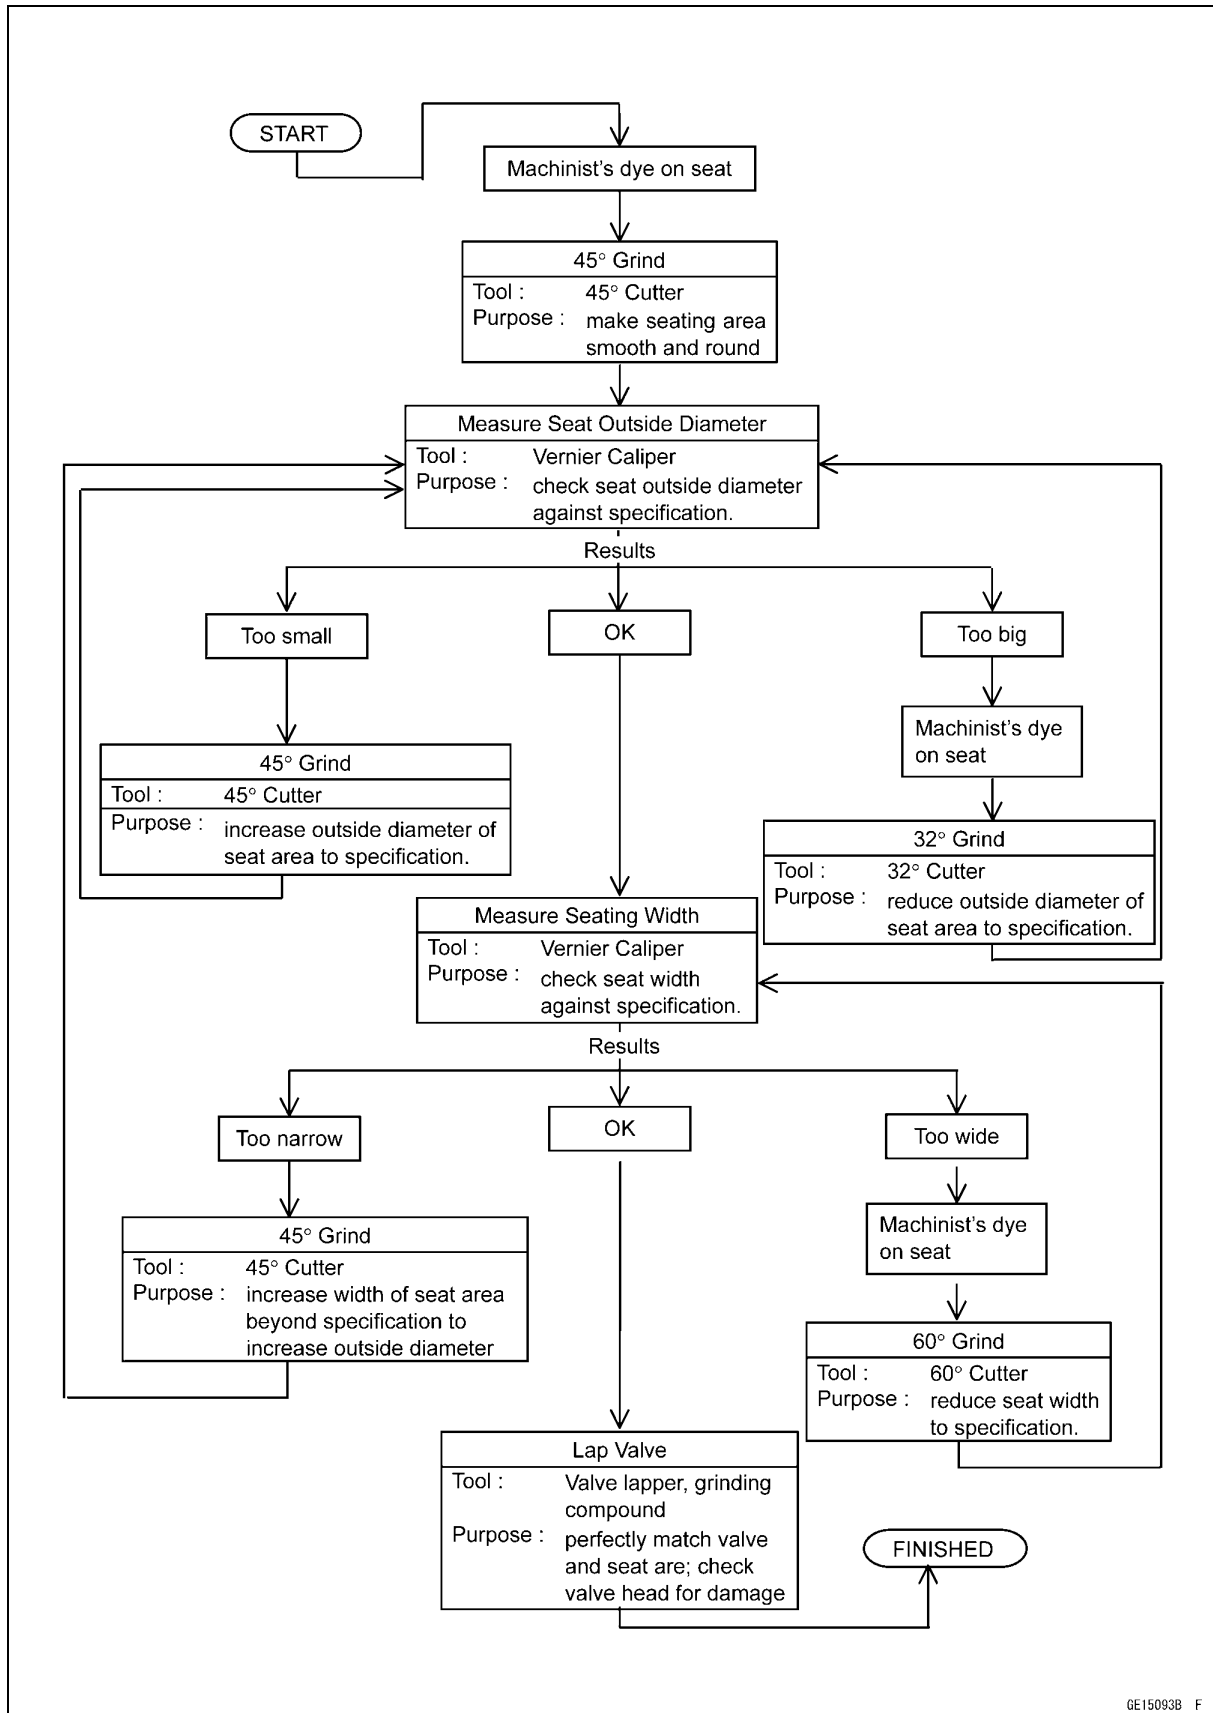 START
Machinist's dye on seat
45° Grind
Tool : 45° Cutter
Purpose : make seating area
smooth and round
Measure Seat Outside Diameter
Tool : Vernier Caliper
Purpose : check seat outside diameter
against specification.
Results
Too small
OK
Too big
Machinist's dye
on seat
45° Grind
Tool : 45° Cutter
Purpose : increase outside diameter of
seat area to specification.
32° Grind
Tool : 32° Cutter
Purpose : reduce outside diameter of
seat area to specification.
Measure Seating Width
Tool : Vernier Caliper
Purpose : check seat width
against specification.
Results
Too narrow
OK
Too wide
Machinist's dye
on seat
45° Grind
Tool : 45° Cutter
Purpose : increase width of seat area
beyond specification to
increase outside diameter
60° Grind
Tool : 60° Cutter
Purpose : reduce seat width
to specification.
Lap Valve
Tool : Valve lapper, grinding
compound
Purpose : perfectly match valve
and seat are; check
valve head for damage
FINISHED
GE15093B F